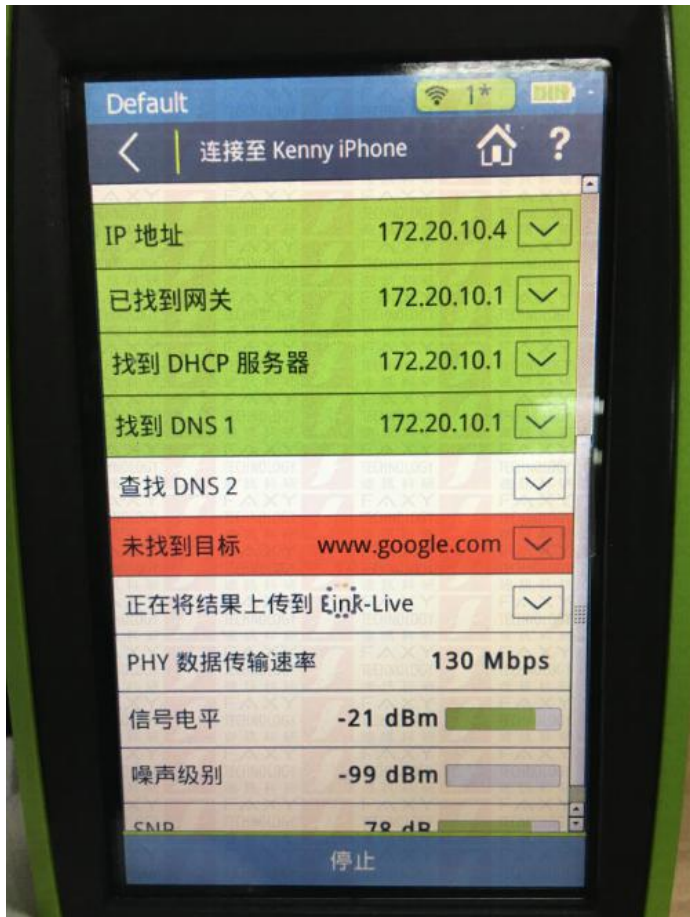 Default
1*
连接至 Kenny iPhone
?
IP 地址 172.20.10.4
已找到网关 172.20.10.1
找到 DHCP 服务器 172.20.10.1
找到 DNS 1 172.20.10.1
查找 DNS 2
未找到目标 www.google.com
正在将结果上传到 Link-Live
PHY 数据传输速率 130 Mbps
信号电平 -21 dBm
噪声级别 -99 dBm
SNR 78 dB
停止